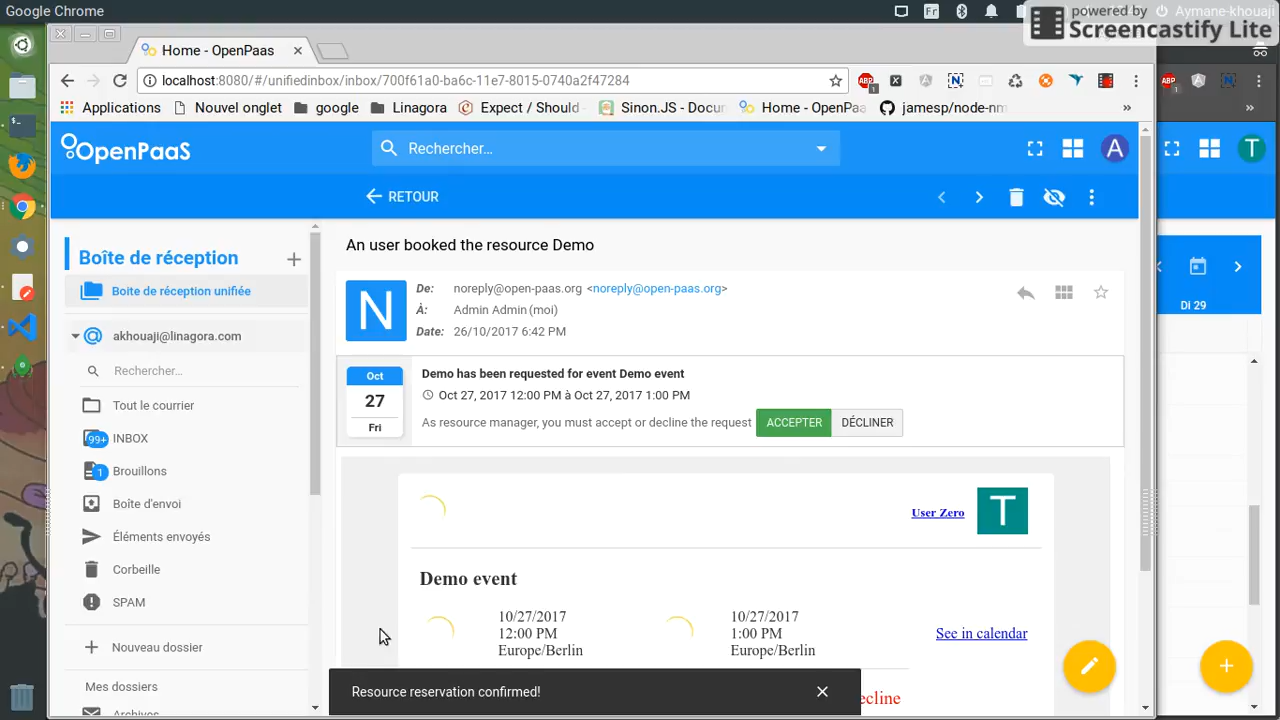 Google Chrome
Fr
Aymane-khouaji
powered by
Screencastify Lite
Home - OpenPaas
localhost:8080/#/unifiedinbox/inbox/700f61a0-ba6c-11e7-8015-0740a2f47284
ABP
1
ABP
1
Applications
Nouvel onglet
google
Linagora
Expect / Should -
Sinon.JS - Docu
Home - OpenPa
jamesp/node-nm
»
»
OpenPaaS
Rechercher...
A
T
RETOUR
Boîte de réception
Boite de réception unifiée
akhouaji@linagora.com
Rechercher...
Tout le courrier
99+
INBOX
1
Brouillons
Boîte d'envoi
Éléments envoyés
Corbeille
SPAM
Nouveau dossier
Mes dossiers
Archives
An user booked the resource Demo
N
De: noreply@open-paas.org <noreply@open-paas.org>
À: Admin Admin (moi)
Date: 26/10/2017 6:42 PM
Oct
27
Fri
Demo has been requested for event Demo event
Oct 27, 2017 12:00 PM à Oct 27, 2017 1:00 PM
As resource manager, you must accept or decline the request
ACCEPTER
DÉCLINER
User Zero
T
Demo event
10/27/2017
12:00 PM
Europe/Berlin
10/27/2017
1:00 PM
Europe/Berlin
See in calendar
ecline
Resource reservation confirmed!
DI 29